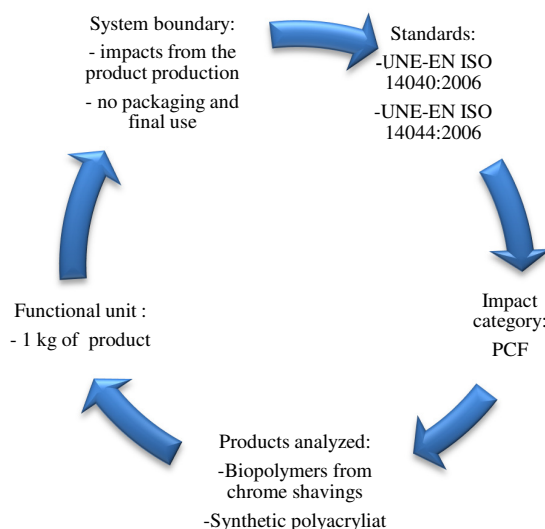 System boundary:
- impacts from the
product production
- no packaging and
final use
Standards:
-UNE-EN ISO
14040:2006
-UNE-EN ISO
14044:2006
Impact
category:
PCF
Products analyzed:
-Biopolymers from
chrome shavings
-Synthetic polyacryliat
Functional unit :
- 1 kg of product